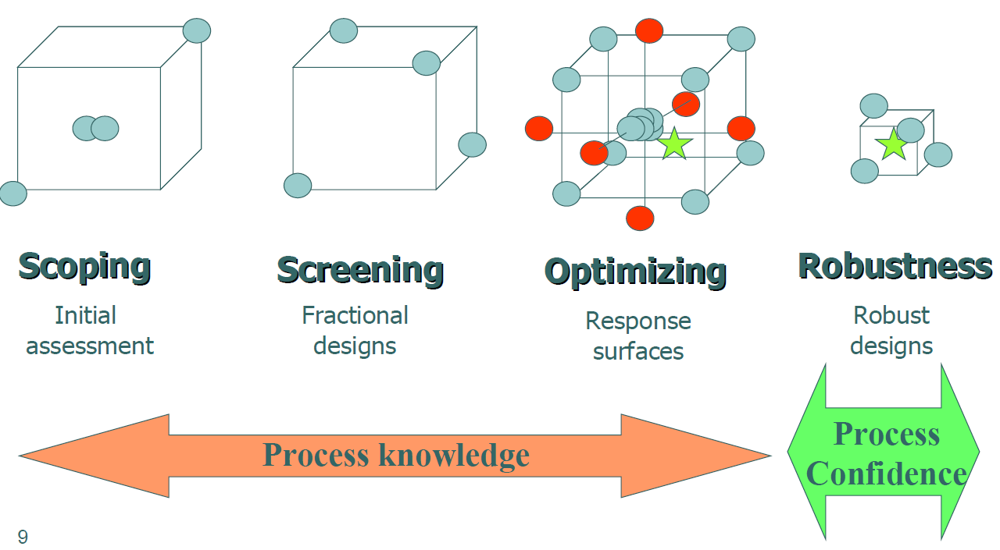 Scoping
Initial
assessment
Screening
Fractional
designs
Optimizing
Response
surfaces
Robustness
Robust
designs
Process knowledge
Process
Confidence
9